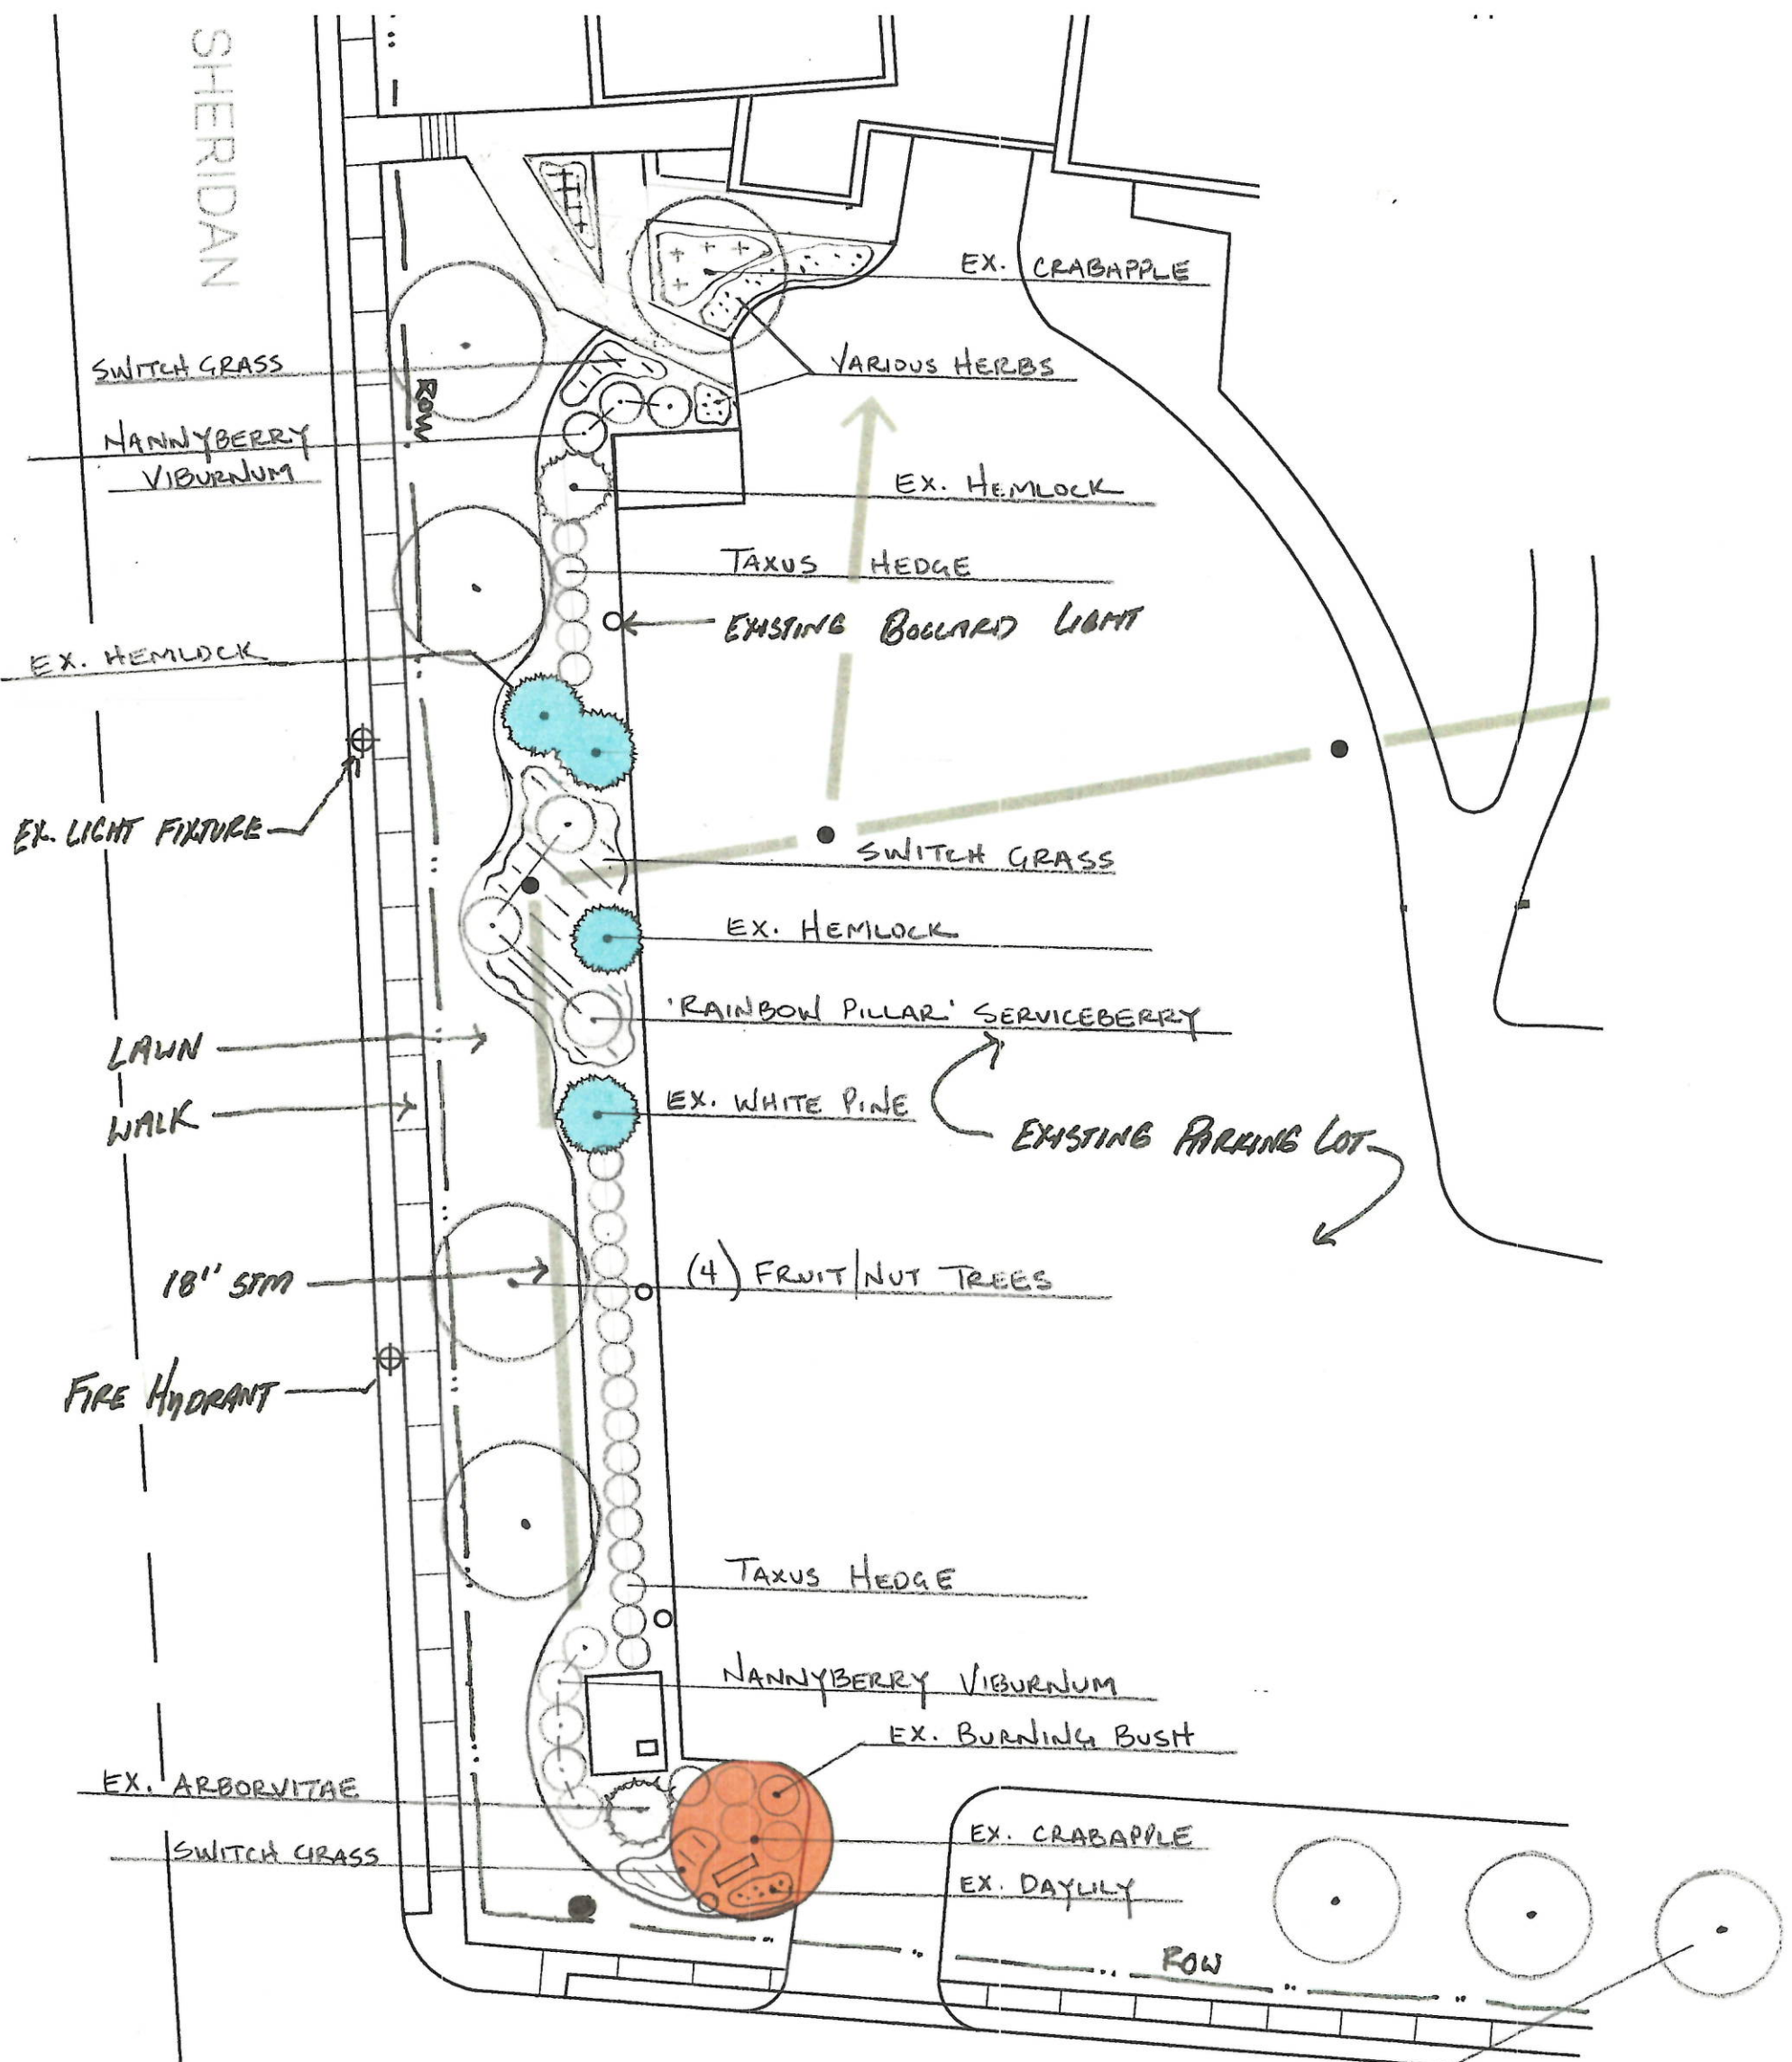 SHERIDAN
EX. CRABAPPLE
SWITCH GRASS
VARIOUS HERBS
ROW
NANNYBERRY
VIBURNUM
EX. HEMLOCK
TAXUS HEDGE
EXISTING BOLLARD LIGHT
EX. HEMLOCK
EX. LIGHT FIXTURE
SWITCH GRASS
EX. HEMLOCK
'RAINBOW PILLAR' SERVICEBERRY
LAWN
EX. WHITE PINE
WALK
EXISTING PARKING LOT
18" STM
(4) FRUIT/NUT TREES
FIRE HYDRANT
TAXUS HEDGE
NANNYBERRY VIBURNUM
EX. BURNING BUSH
EX. ARBORVITAE
EX. CRABAPPLE
SWITCH GRASS
EX. DAYLILY
ROW